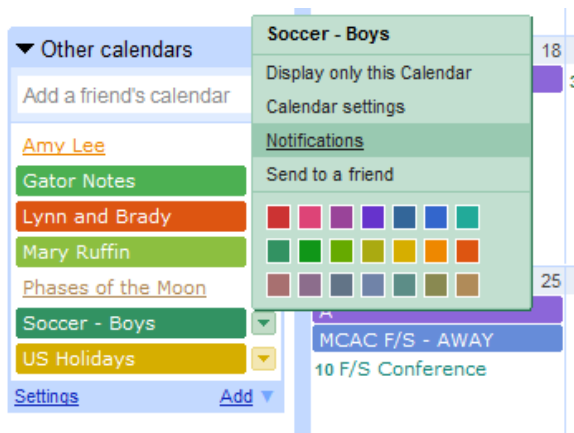 Other calendars
Add a friend's calendar
Amy Lee
Gator Notes
Lynn and Brady
Mary Ruffin
Phases of the Moon
Soccer - Boys
US Holidays
Settings Add
Soccer - Boys
Display only this Calendar
Calendar settings
Notifications
Send to a friend
18
25
MCAC F/S - AWAY
10 F/S Conference